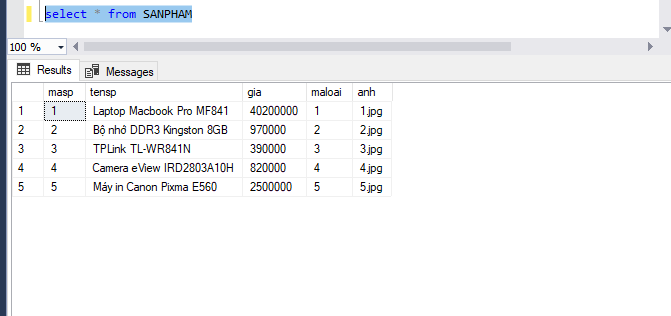 select * from SANPHAM
100 %
Results Messages
masp tensp gia maloai anh
1 1 Laptop Macbook Pro MF841 40200000 1 1.jpg
2 2 Bộ nhớ DDR3 Kingston 8GB 970000 2 2.jpg
3 3 TPLink TL-WR841N 390000 3 3.jpg
4 4 Camera eView IRD2803A10H 820000 4 4.jpg
5 5 Máy in Canon Pixma E560 2500000 5 5.jpg